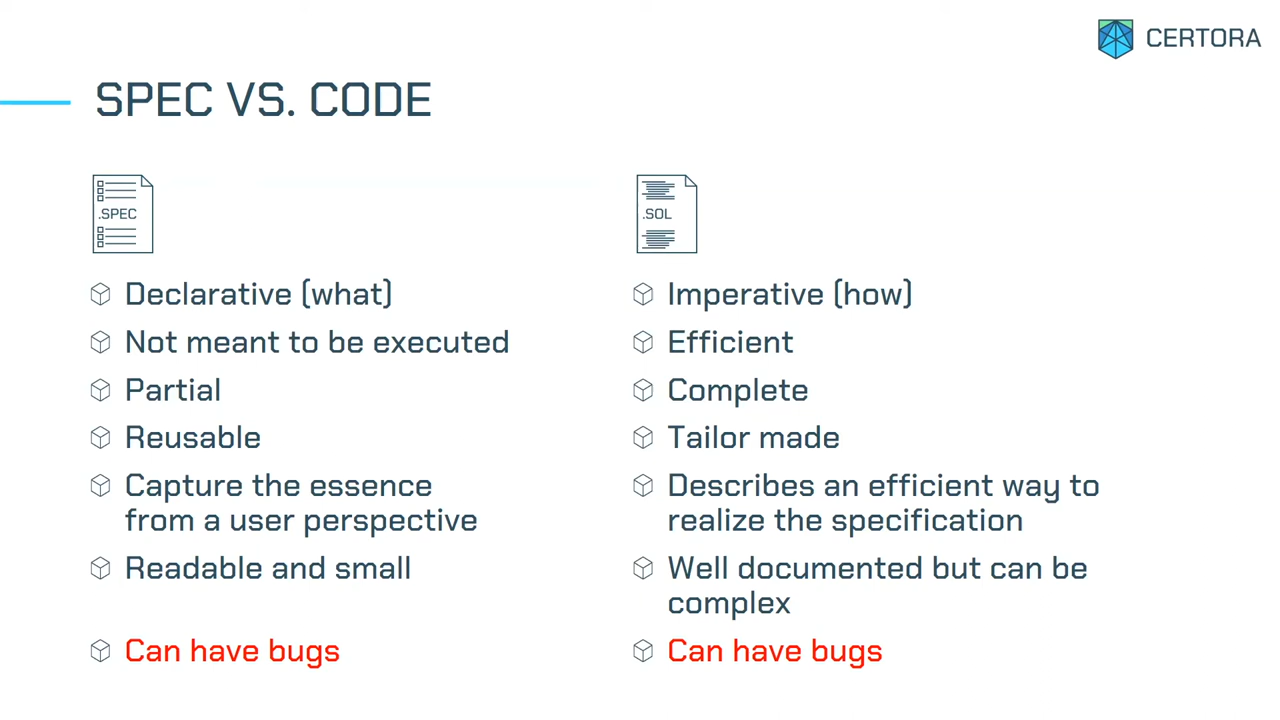 CERTORA
SPEC VS. CODE
.SPEC
Declarative (what)
Not meant to be executed
Partial
Reusable
Capture the essence
from a user perspective
Readable and small
Can have bugs
.SOL
Imperative (how)
Efficient
Complete
Tailor made
Describes an efficient way to
realize the specification
Well documented but can be
complex
Can have bugs